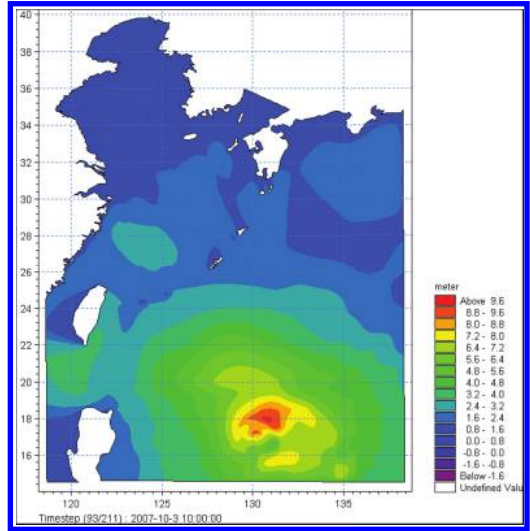 40
38
36
34
32
30
28
26
24
22
20
18
16
120 125 130 135
Timestep (93/211) : 2007-10-3 10:00:00
meter
Above 9.6
8.8 - 9.6
8.0 - 8.8
7.2 - 8.0
6.4 - 7.2
5.6 - 6.4
4.8 - 5.6
4.0 - 4.8
3.2 - 4.0
2.4 - 3.2
1.6 - 2.4
0.8 - 1.6
0.0 - 0.8
-0.8 - 0.0
-1.6 - -0.8
Below -1.6
Undefined Valu